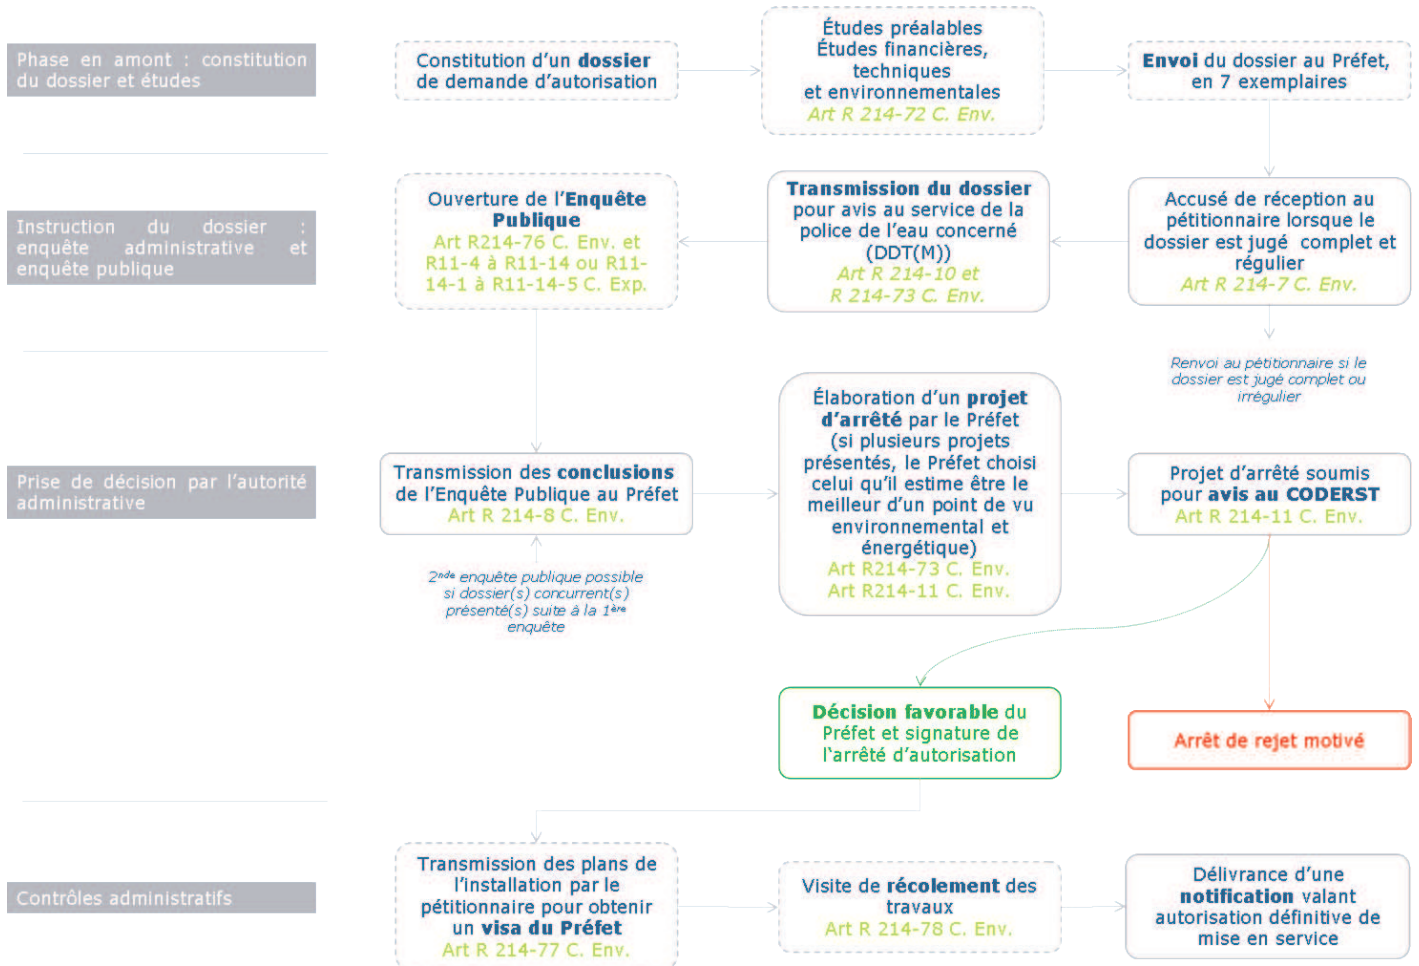 Phase en amont : constitution
du dossier et études
Constitution d'un dossier
de demande d'autorisation
Études préalables
Études financières,
techniques
et environnementales
Art R 214-72 C. Env.
Envoi du dossier au Préfet,
en 7 exemplaires
Instruction du dossier :
enquête administrative et
enquête publique
Ouverture de l'Enquête
Publique
Art R214-76 C. Env. et
R11-4 à R11-14 ou R11-
14-1 à R11-14-5 C. Exp.
Transmission du dossier
pour avis au service de la
police de l'eau concerné
(DDT(M))
Art R 214-10 et
R 214-73 C. Env.
Accusé de réception au
pétitionnaire lorsque le
dossier est jugé complet et
régulier
Art R 214-7 C. Env.
Renvoi au pétitionnaire si le
dossier est jugé complet ou
irrégulier
Prise de décision par l'autorité
administrative
Transmission des conclusions
de l'Enquête Publique au Préfet
Art R 214-8 C. Env.
2nde enquête publique possible
si dossier(s) concurrent(s)
présenté(s) suite à la 1ère
enquête
Élaboration d'un projet
d'arrêté par le Préfet
(si plusieurs projets
présentés, le Préfet choisi
celui qu'il estime être le
meilleur d'un point de vu
environnemental et
énergétique)
Art R214-73 C. Env.
Art R214-11 C. Env.
Projet d'arrêté soumis
pour avis au CODERST
Art R 214-11 C. Env.
Décision favorable du
Préfet et signature de
l'arrêté d'autorisation
Arrêt de rejet motivé
Contrôles administratifs
Transmission des plans de
l'installation par le
pétitionnaire pour obtenir
un visa du Préfet
Art R 214-77 C. Env.
Visite de récolement des
travaux
Art R 214-78 C. Env.
Délivrance d'une
notification valant
autorisation définitive de
mise en service